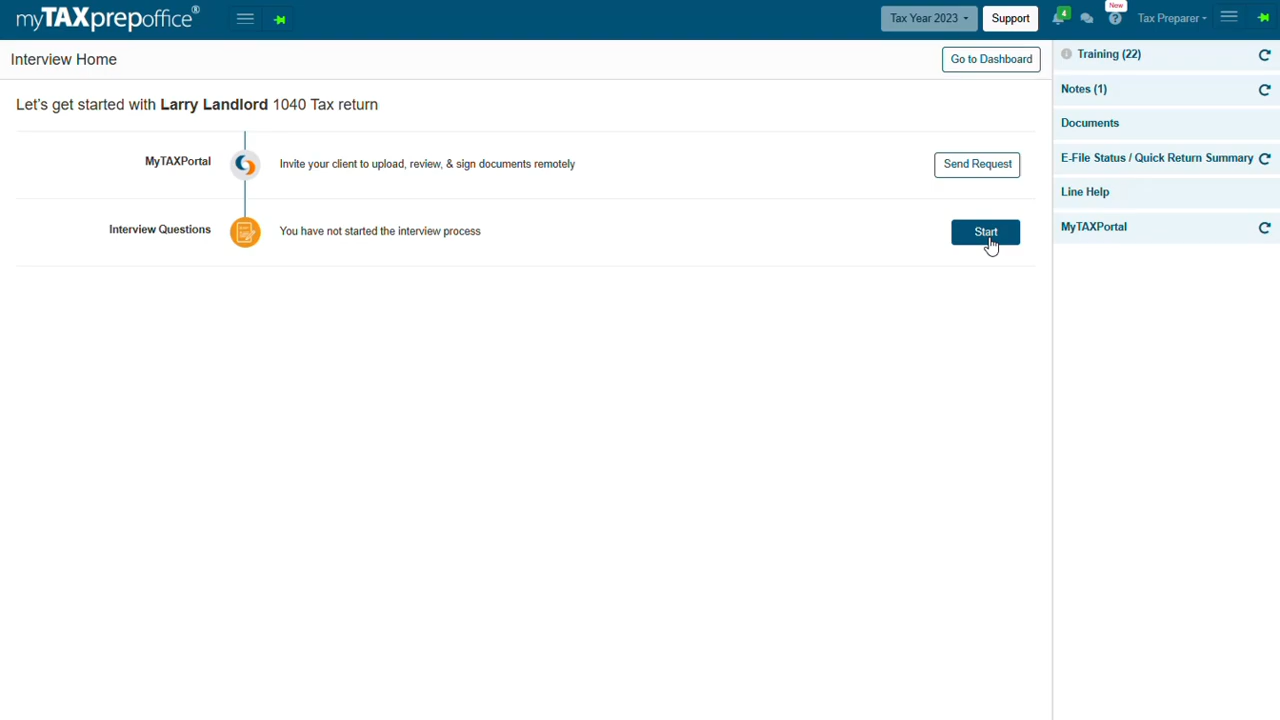 myTAXprepoffice®
Tax Year 2023
Support
4
New
Tax Preparer
Interview Home
Go to Dashboard
Let's get started with Larry Landlord 1040 Tax return
MyTAXPortal
Invite your client to upload, review, & sign documents remotely
Send Request
Interview Questions
You have not started the interview process
Start
Training (22)
Notes (1)
Documents
E-File Status / Quick Return Summary
Line Help
MyTAXPortal